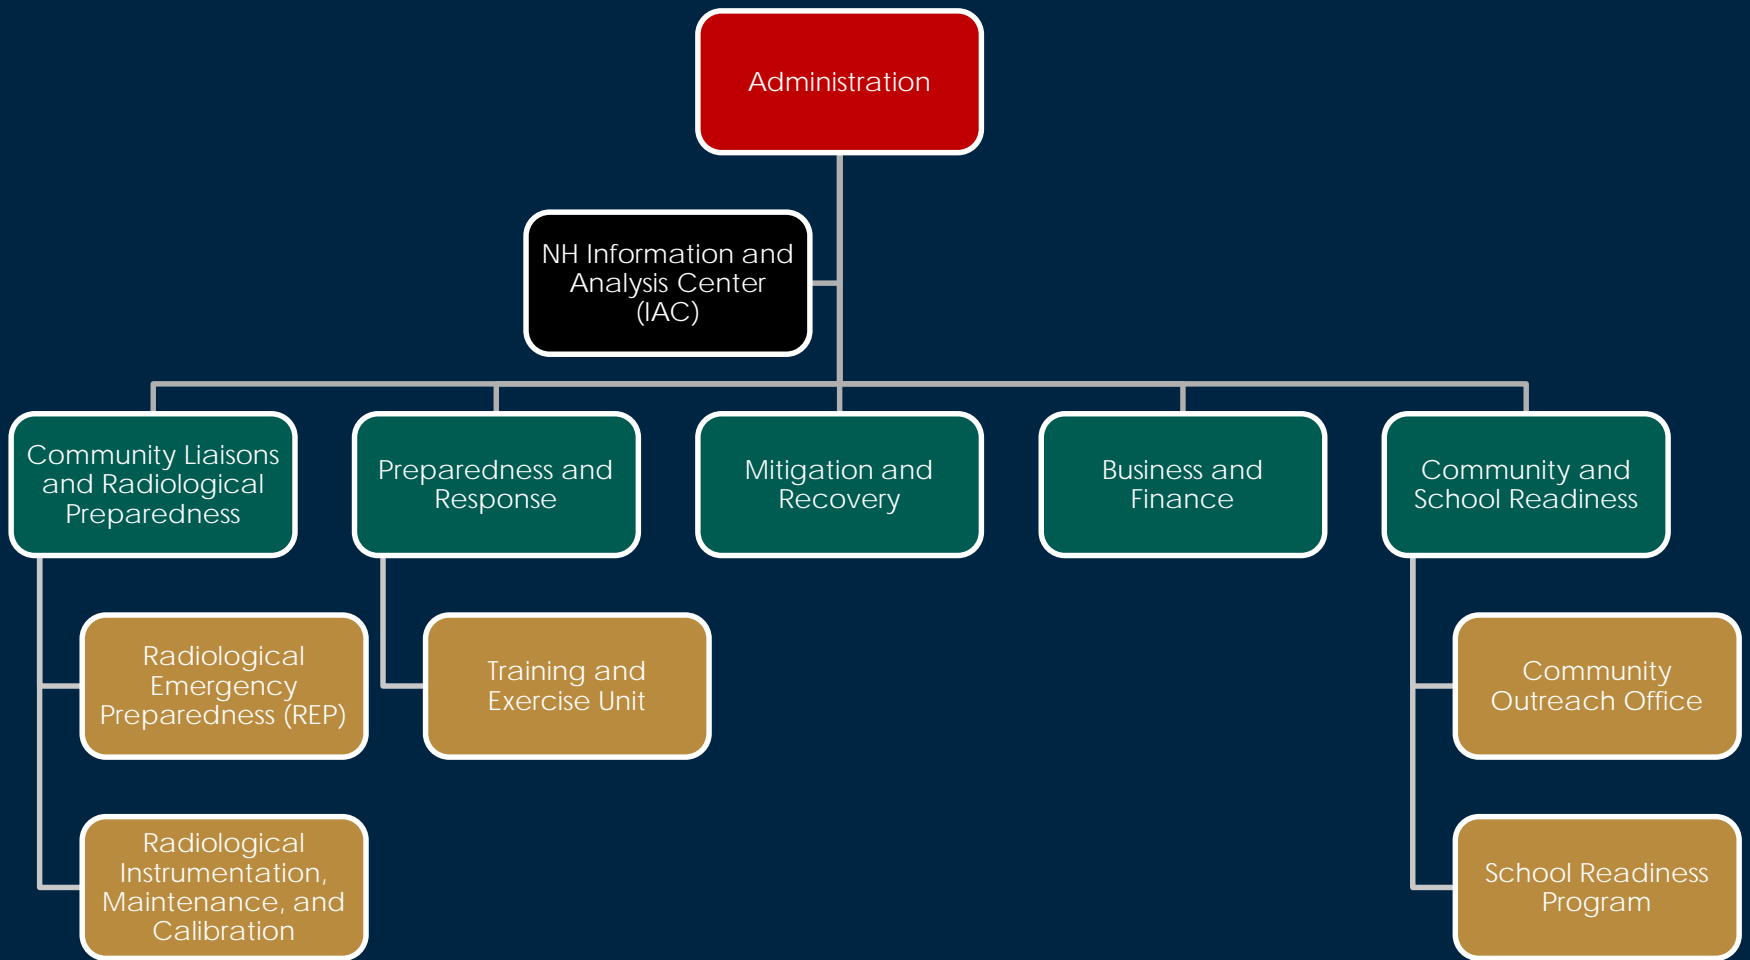 Administration
NH Information and
Analysis Center
(IAC)
Community Liaisons
and Radiological
Preparedness
Preparedness and
Response
Mitigation and
Recovery
Business and
Finance
Community and
School Readiness
Radiological
Emergency
Preparedness (REP)
Training and
Exercise Unit
Community
Outreach Office
Radiological
Instrumentation,
Maintenance, and
Calibration
School Readiness
Program